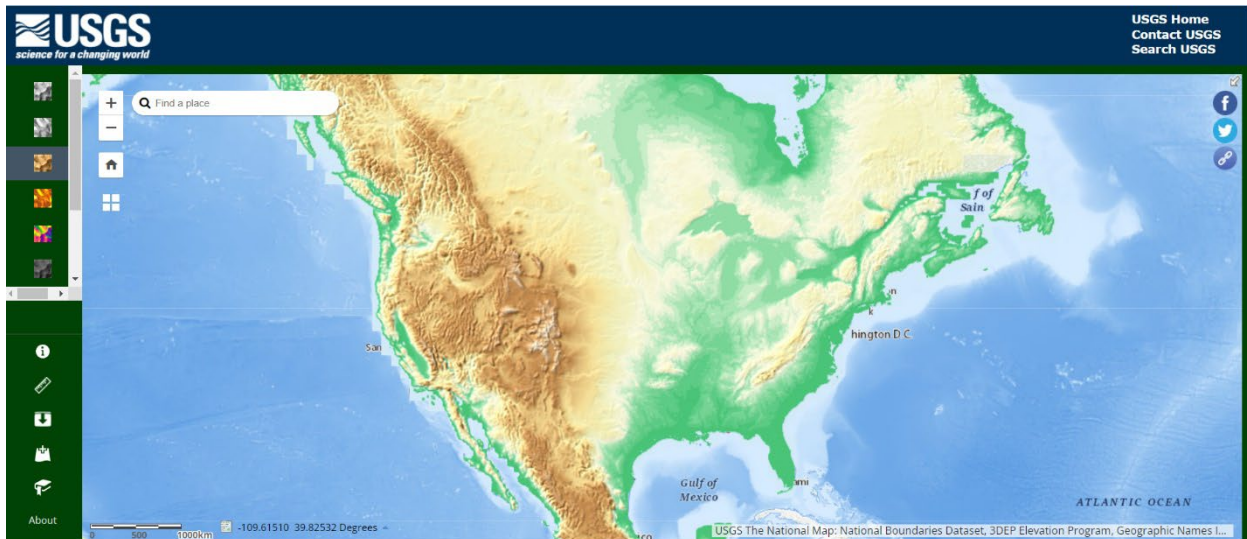 USGS
science for a changing world
USGS Home
Contact USGS
Search USGS
+
Find a place
−
f of
Sain
n
k
hington D.C.
San
Gulf of
Mexico
ami
ATLANTIC OCEAN
About
0 500 1000km
-109.61510 39.82532 Degrees
USGS The National Map: National Boundaries Dataset, 3DEP Elevation Program, Geographic Names I...